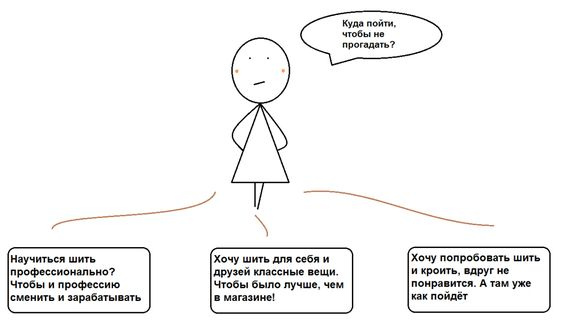 Куда пойти,
чтобы не
прогадать?
Научиться шить
профессионально?
Чтобы и профессию
сменить и зарабатывать
Хочу шить для себя и
друзей классные вещи.
Чтобы было лучше, чем
в магазине!
Хочу попробовать шить
и кроить, вдруг не
понравится. А там уже
как пойдёт